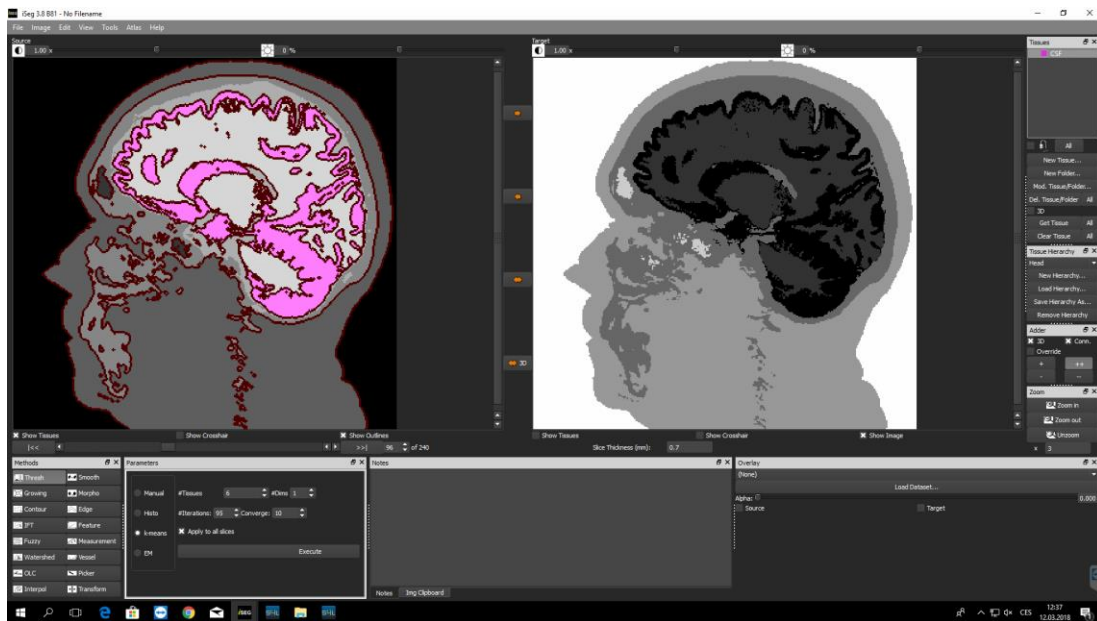 iSeg 3.8 B81 - No Filename
File Image Edit View Tools Atlas Help
Source
1.00 x 0 %
Target
1.00 x 0 %
Tissues
CSF
All
New Tissue...
New Folder...
Mod. Tissue/Folder...
Del. Tissue/Folder All
3D
Get Tissue All
Clear Tissue All
Tissue Hierarchy
Head
New Hierarchy...
Load Hierarchy...
Save Hierarchy As...
Remove Hierarchy
Adder
3D Conn.
Override
+ ++
- --
Zoom
Zoom in
Zoom out
Unzoom
x 3
3D
Show Tissues Show Crosshair Show Outlines
|<< >>| 96 of 240
Show Tissues Show Crosshair Show Image
Slice Thickness (mm): 0.7
Methods
Thresh Smooth
Growing Morpho
Contour Edge
IFT Feature
Fuzzy Measurement
Watershed Vessel
OLC Picker
Interpol Transform
Parameters
Manual
Histo
k-means
EM
#Tissues 6 #Dims 1
#Iterations: 95 Converge: 10
Apply to all slices
Execute
Notes
Notes Img Clipboard
Overlay
(None)
Load Dataset...
Alpha: 0.000
Source Target
iSEG
CES
12:37
12.03.2018